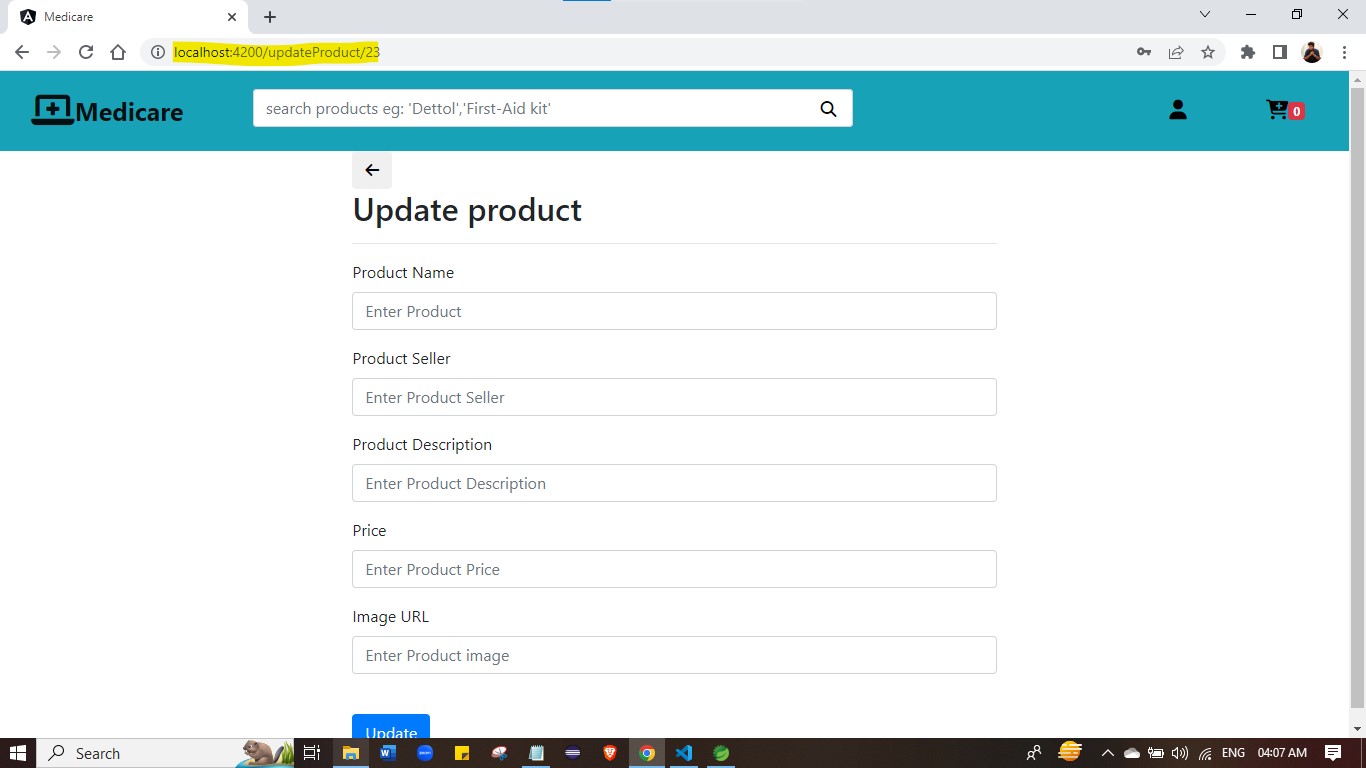 Medicare
localhost:4200/updateProduct/23
Medicare
search products eg: 'Dettol','First-Aid kit'
0
Update product
Product Name
Enter Product
Product Seller
Enter Product Seller
Product Description
Enter Product Description
Price
Enter Product Price
Image URL
Enter Product image
Update
Search
ENG
04:07 AM